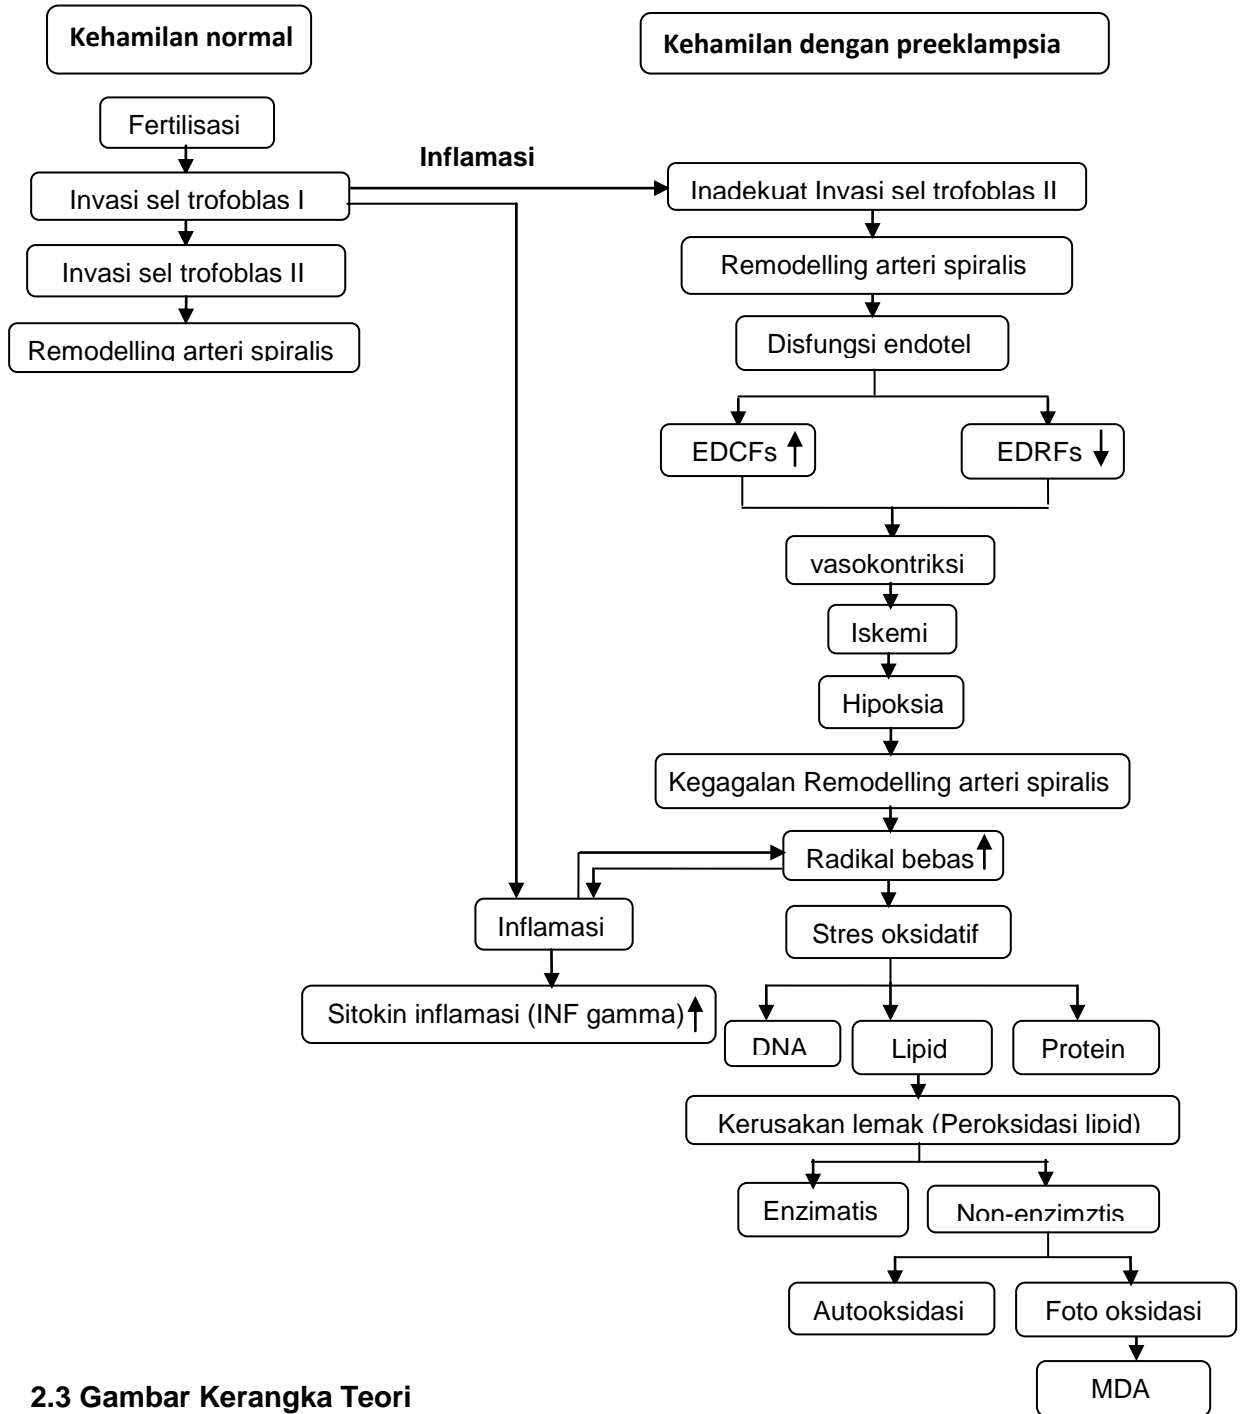 Kehamilan normal
Kehamilan dengan preeklampsia
Fertilisasi
Inflamasi
Invasi sel trofoblas I
Inadekuat Invasi sel trofoblas II
Invasi sel trofoblas II
Remodelling arteri spiralis
Remodelling arteri spiralis
Disfungsi endotel
EDCFs ↑
EDRFs ↓
vasokontriksi
Iskemi
Hipoksia
Kegagalan Remodelling arteri spiralis
Radikal bebas ↑
Inflamasi
Stres oksidatif
Sitokin inflamasi (INF gamma) ↑
DNA
Lipid
Protein
Kerusakan lemak (Peroksidasi lipid)
Enzimatis
Non-enzimztis
Autooksidasi
Foto oksidasi
MDA
2.3 Gambar Kerangka Teori